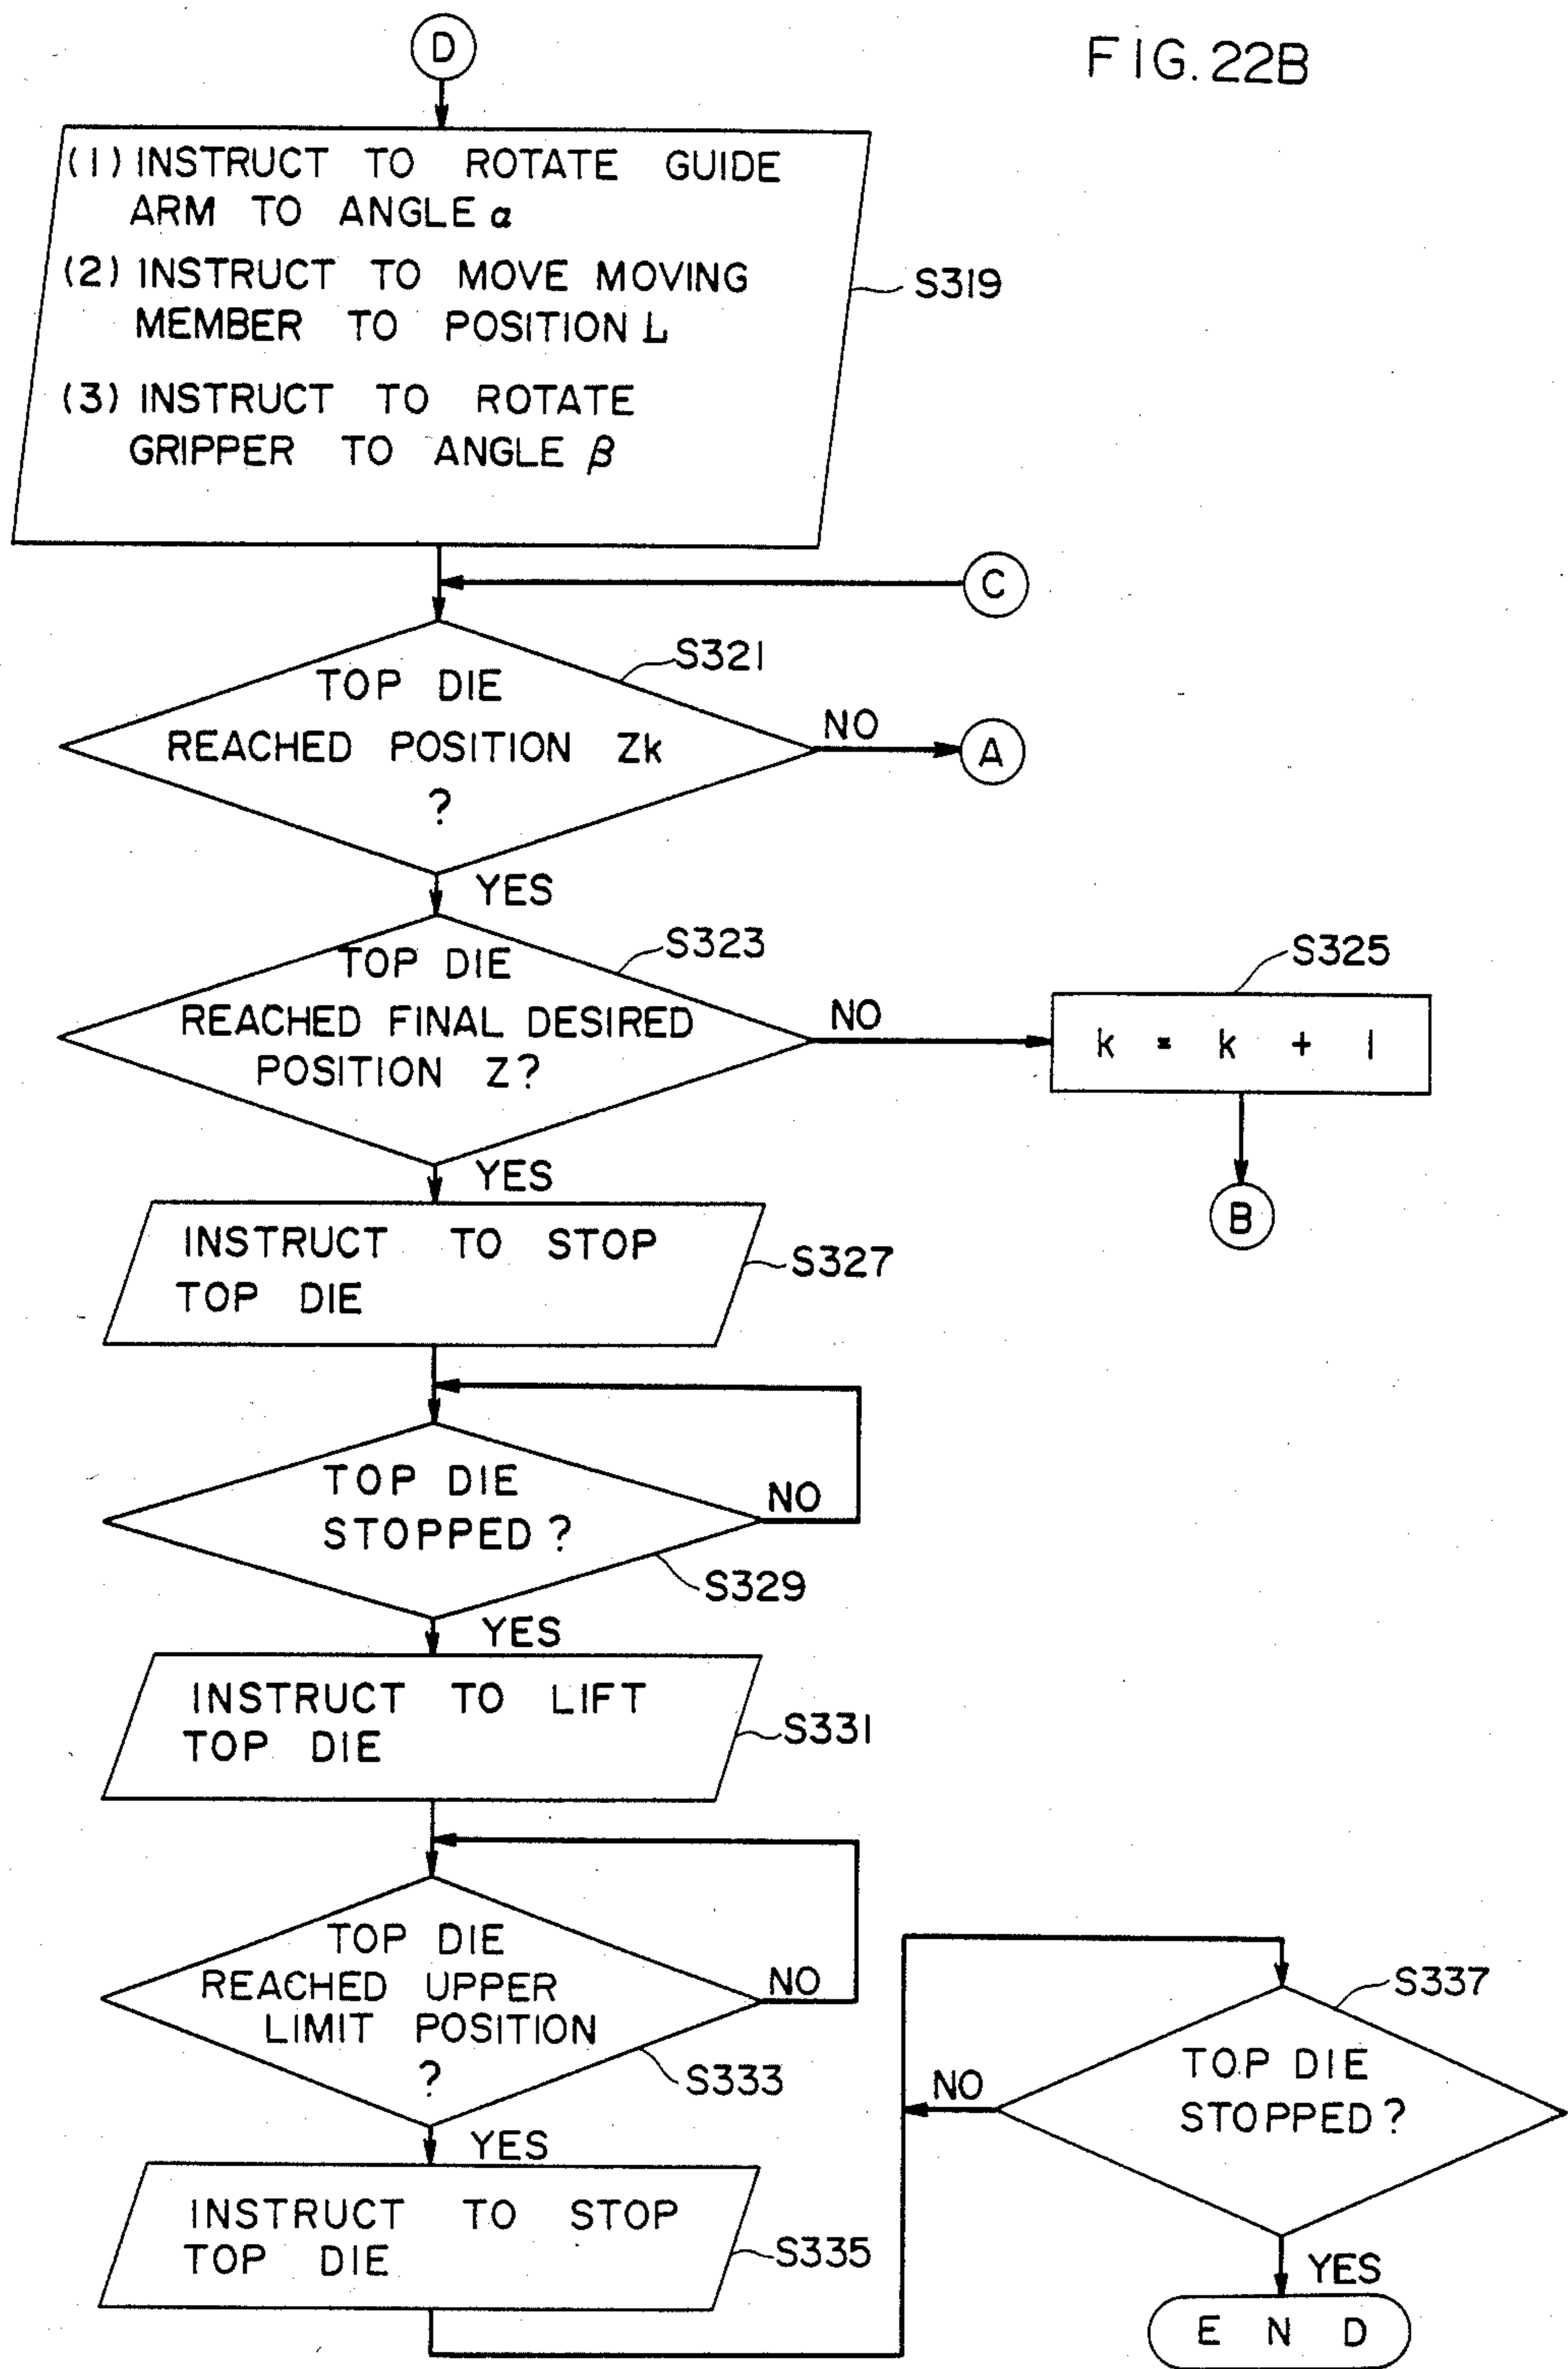 FIG. 22B
D
(1) INSTRUCT TO ROTATE GUIDE
ARM TO ANGLE α
(2) INSTRUCT TO MOVE MOVING
MEMBER TO POSITION L
(3) INSTRUCT TO ROTATE
GRIPPER TO ANGLE β
S319
C
S321
TOP DIE
REACHED POSITION Zk
?
NO
A
YES
S323
TOP DIE
REACHED FINAL DESIRED
POSITION Z?
NO
S325
k = k + 1
B
YES
INSTRUCT TO STOP
TOP DIE
S327
TOP DIE
STOPPED?
NO
S329
YES
INSTRUCT TO LIFT
TOP DIE
S331
TOP DIE
REACHED UPPER
LIMIT POSITION
?
NO
S333
YES
INSTRUCT TO STOP
TOP DIE
S335
S337
TOP DIE
STOPPED?
NO
YES
END